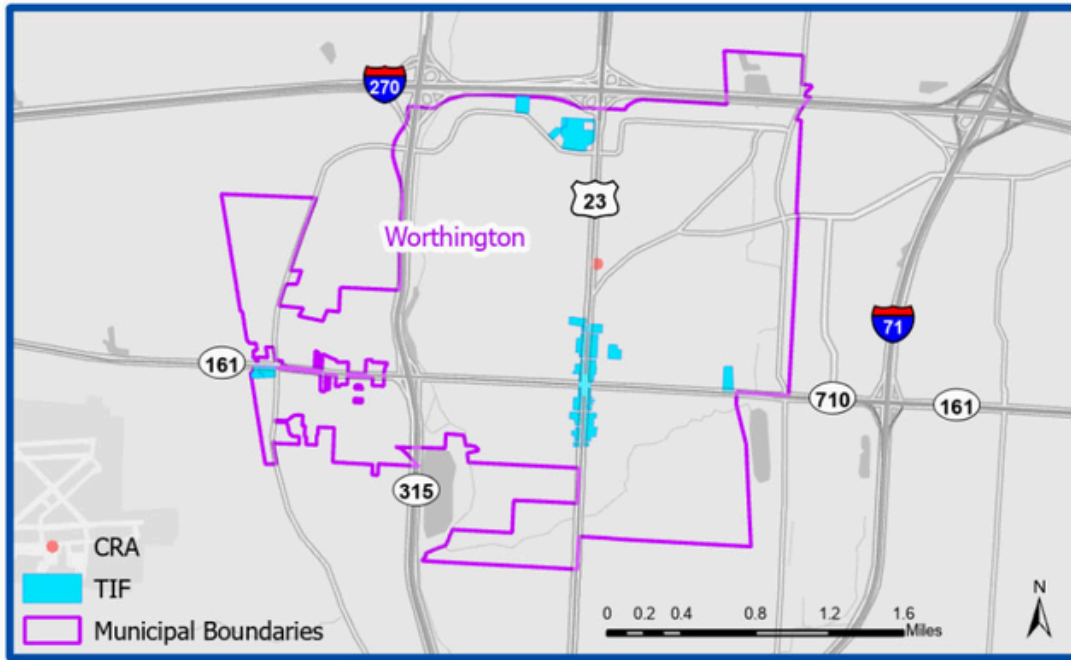 270
23
Worthington
71
161
710
161
315
CRA
TIF
Municipal Boundaries
0 0.2 0.4 0.8 1.2 1.6
Miles
N